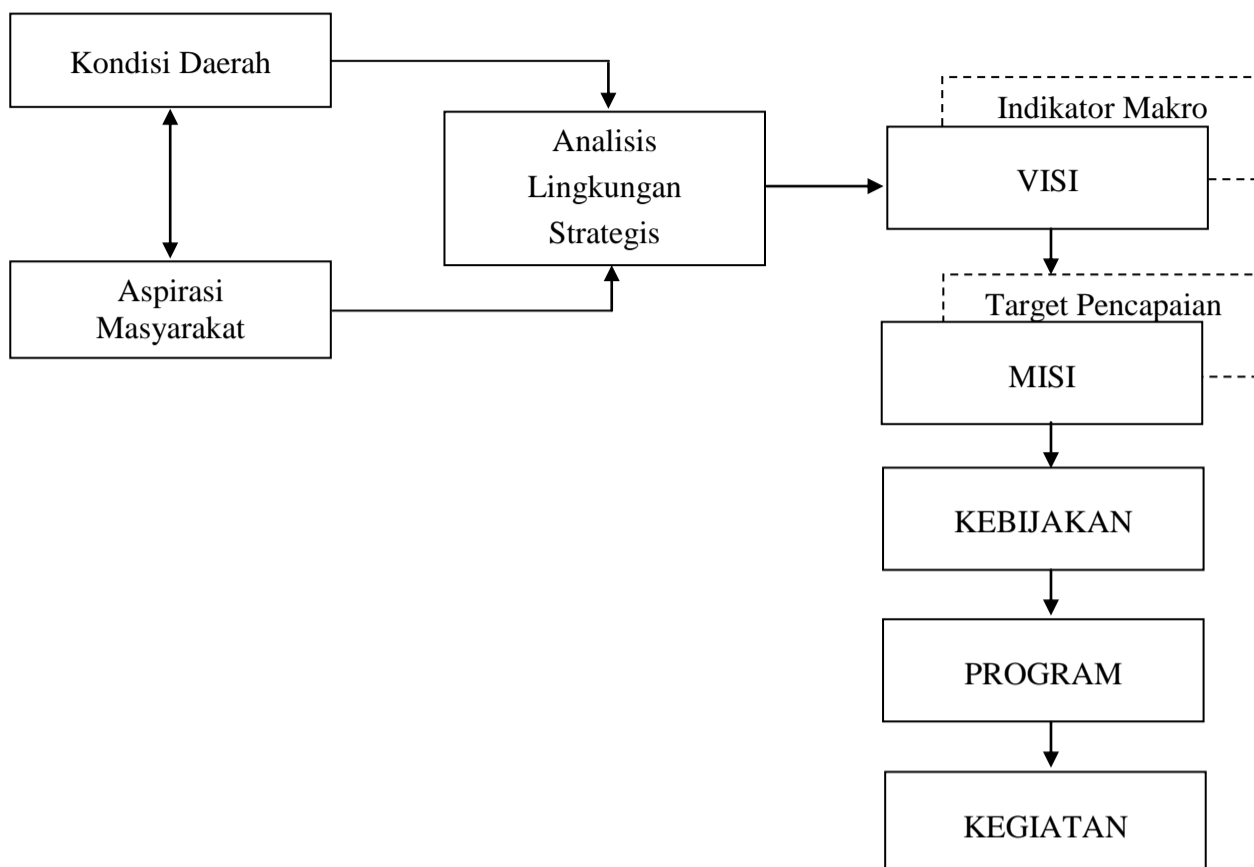 Kondisi Daerah
Aspirasi
Masyarakat
Analisis
Lingkungan
Strategis
Indikator Makro
VISI
Target Pencapaian
MISI
KEBIJAKAN
PROGRAM
KEGIATAN